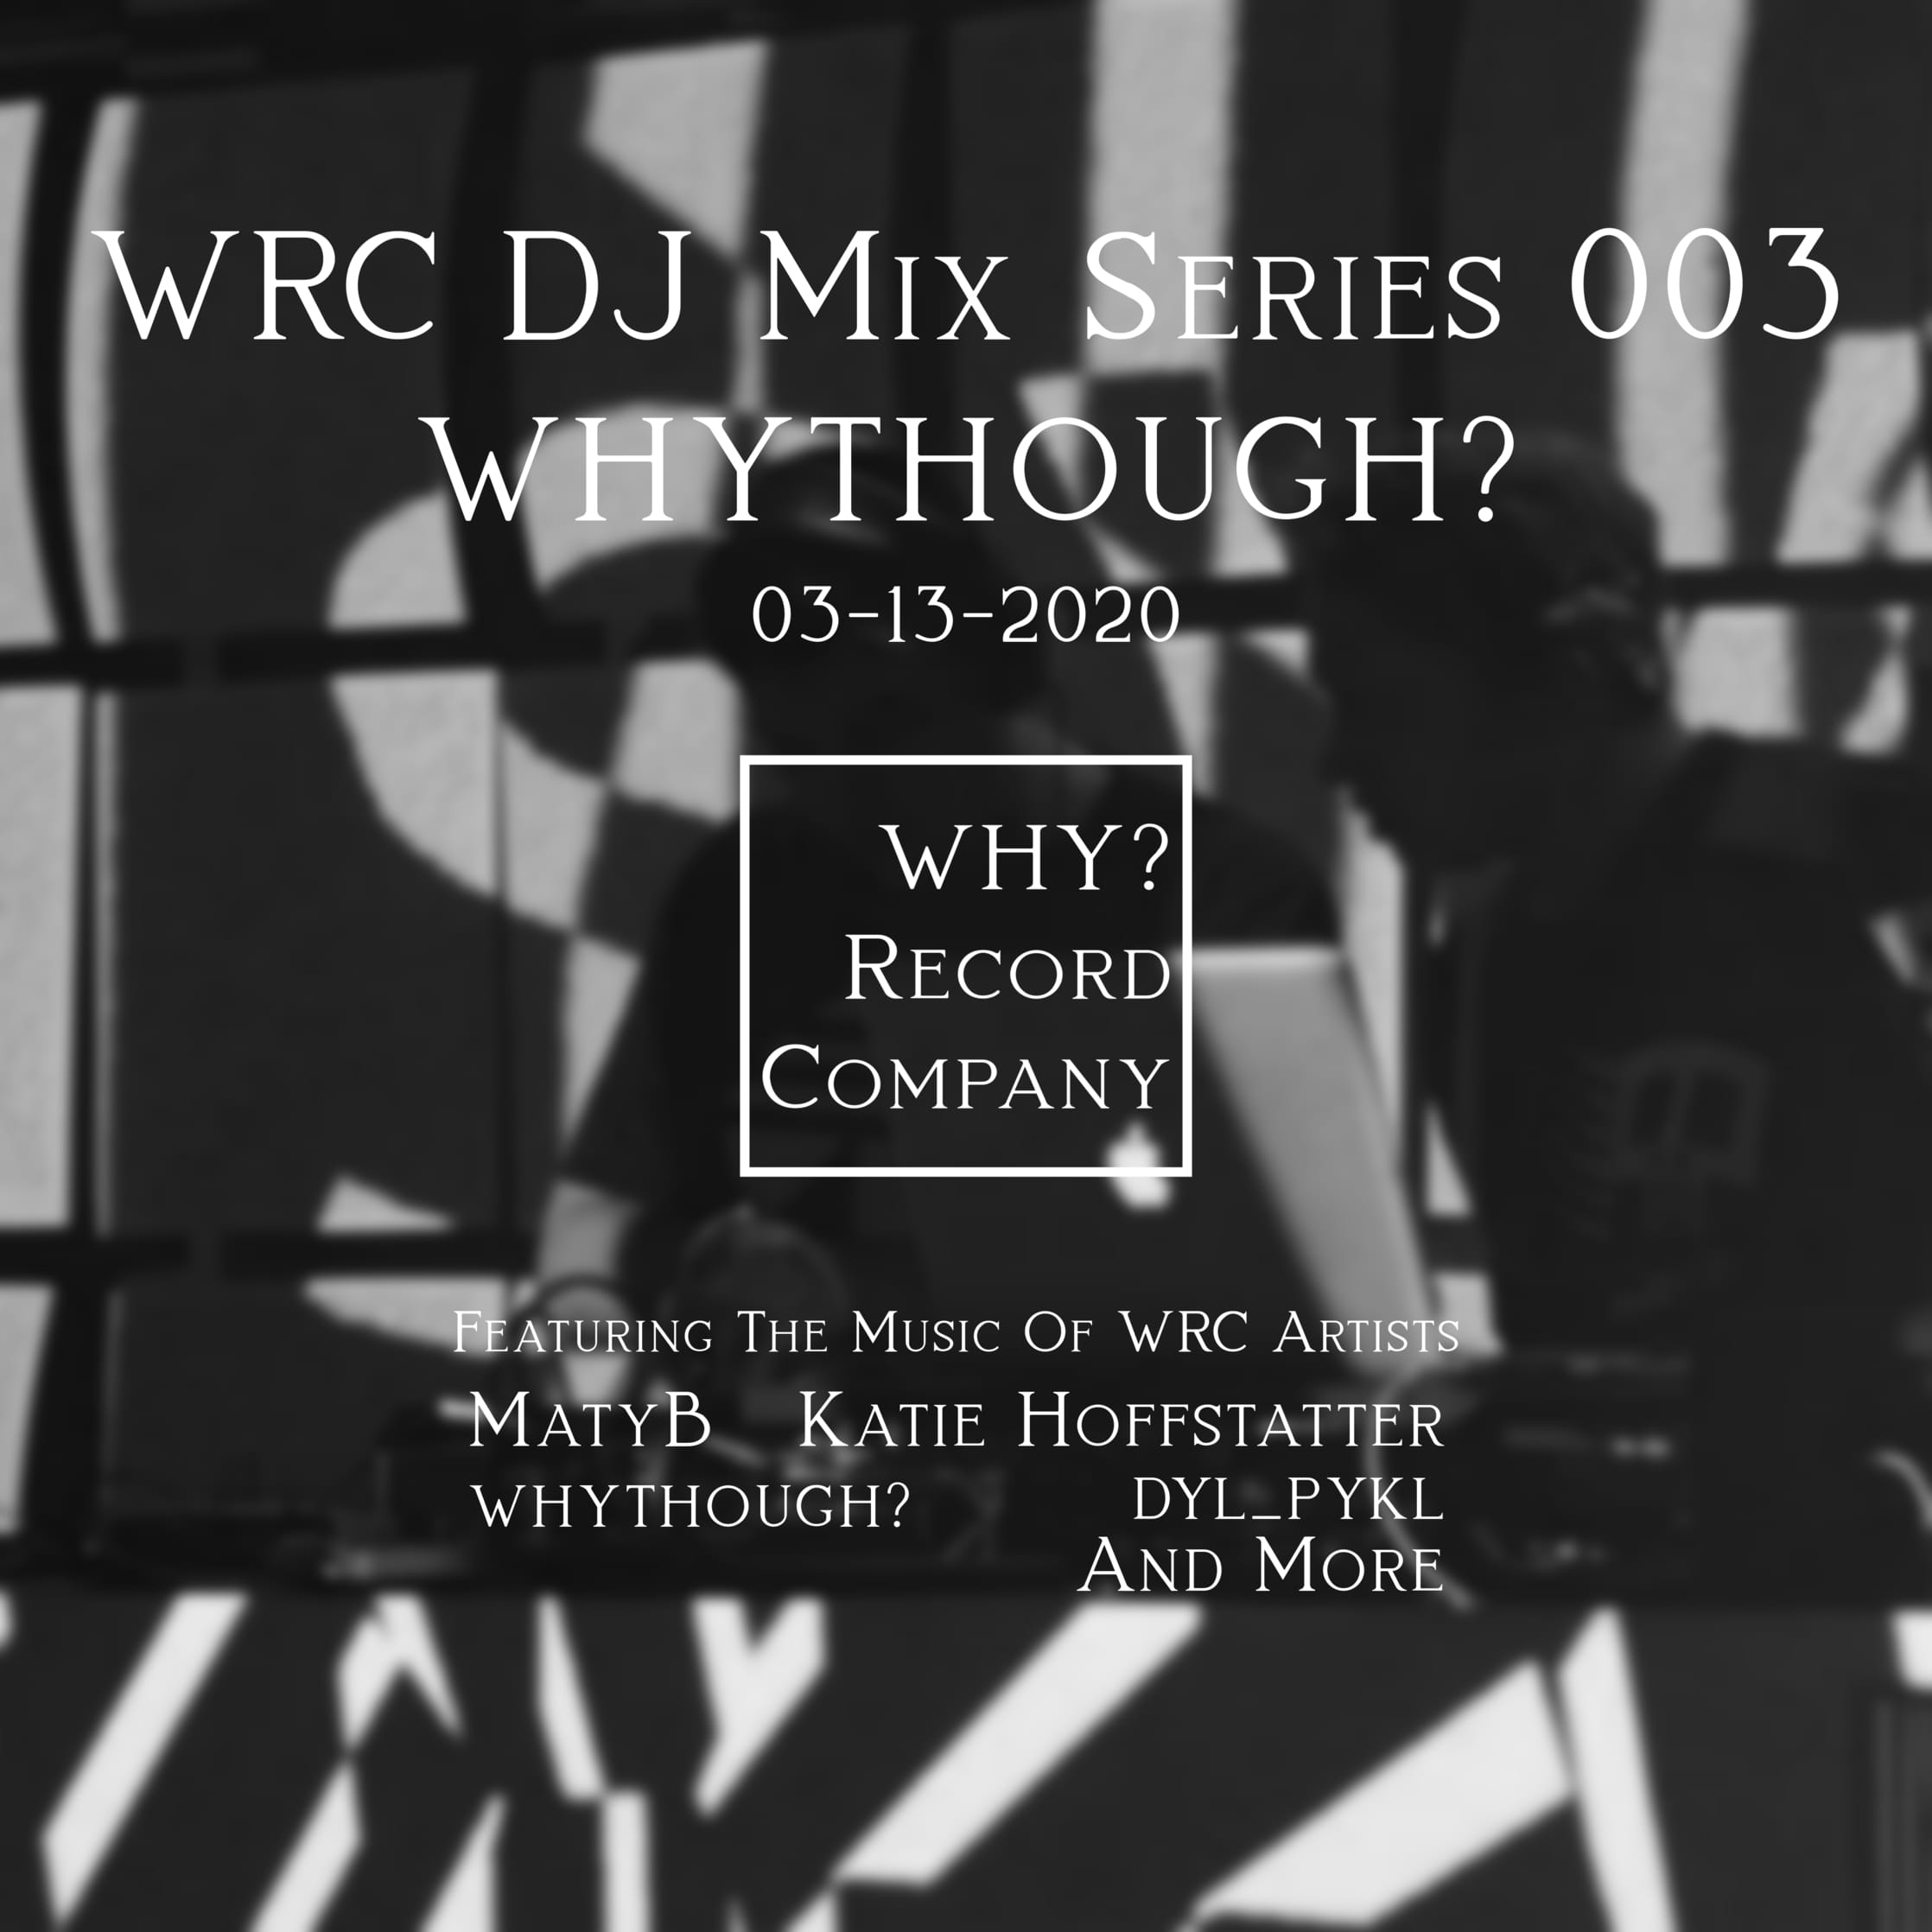 WRC DJ Mix Series 003
WHYTHOUGH?
03-13-2020
WHY?
Record
Company
Featuring The Music Of WRC Artists
MatyB Katie Hoffstatter
WHYTHOUGH? DYL_PYKL
And More